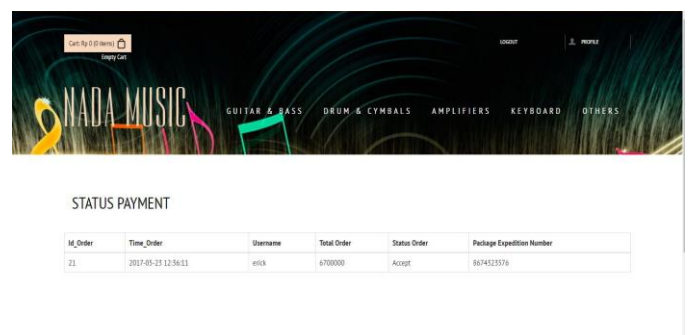 Cart: Rp 0 (0 items)
Empty Cart
LOGOUT
PROFILE
NADA MUSIC
GUITAR & BASS DRUM & CYMBALS AMPLIFIERS KEYBOARD OTHERS
STATUS PAYMENT
Id_Order Time_Order Username Total Order Status Order Package Expedition Number
21 2017-05-23 12:36:11 erick 6700000 Accept 8674323576